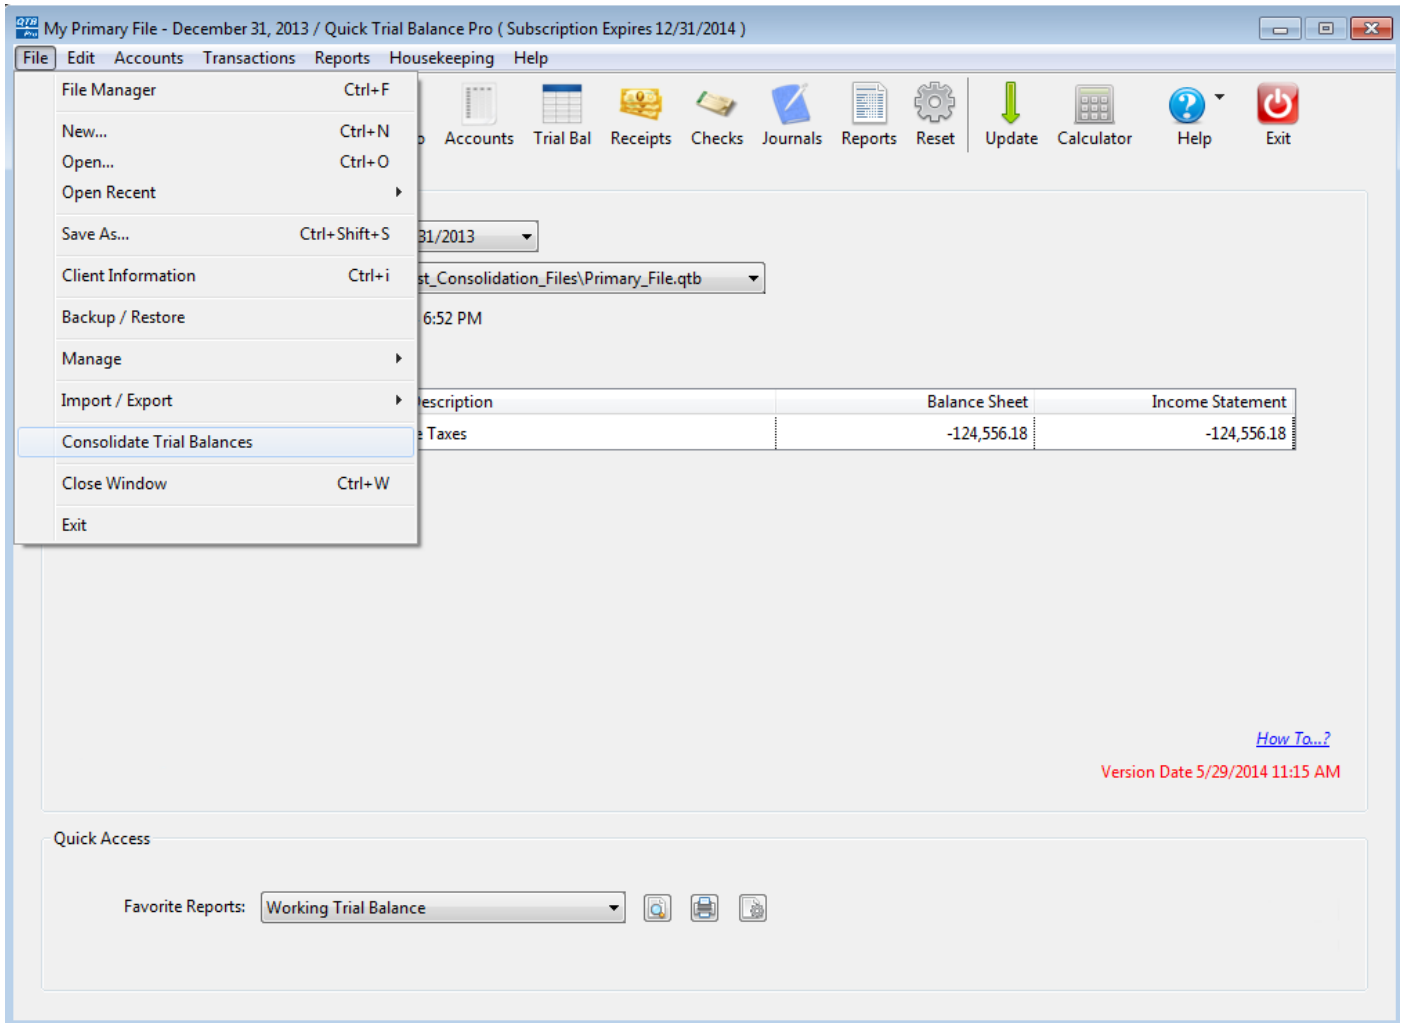 QTB Pro My Primary File - December 31, 2013 / Quick Trial Balance Pro ( Subscription Expires 12/31/2014 )
File Edit Accounts Transactions Reports Housekeeping Help
File Manager Ctrl+F
New... Ctrl+N
Open... Ctrl+O
Open Recent
Save As... Ctrl+Shift+S
Client Information Ctrl+i
Backup / Restore
Manage
Import / Export
Consolidate Trial Balances
Close Window Ctrl+W
Exit
Accounts Trial Bal Receipts Checks Journals Reports Reset Update Calculator Help Exit
31/2013
st_Consolidation_Files\Primary_File.qtb
6:52 PM
escription Balance Sheet Income Statement
e Taxes -124,556.18 -124,556.18
How To...?
Version Date 5/29/2014 11:15 AM
Quick Access
Favorite Reports: Working Trial Balance